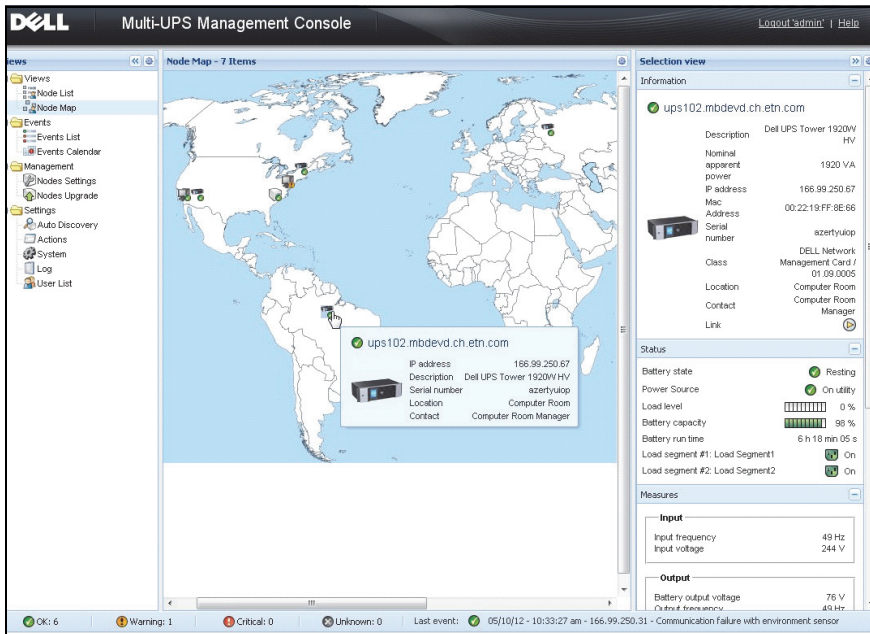 DELL Multi-UPS Management Console Logout 'admin' | Help
iews
Views
Node List
Node Map
Events
Events List
Events Calendar
Management
Nodes Settings
Nodes Upgrade
Settings
Auto Discovery
Actions
System
Log
User List
Node Map - 7 Items
ups102.mbdevd.ch.etn.com
IP address 166.99.250.67
Description Dell UPS Tower 1920W HV
Serial number azertyuiop
Location Computer Room
Contact Computer Room Manager
Selection view
Information
ups102.mbdevd.ch.etn.com
Description Dell UPS Tower 1920W HV
Nominal apparent power 1920 VA
IP address 166.99.250.67
Mac Address 00:22:19:FF:8E:66
Serial number azertyuiop
Class DELL Network Management Card / 01.09.0005
Location Computer Room
Contact Computer Room Manager
Link
Status
Battery state Resting
Power Source On utility
Load level 0 %
Battery capacity 98 %
Battery run time 6 h 18 min 05 s
Load segment #1: Load Segment1 On
Load segment #2: Load Segment2 On
Measures
Input
Input frequency 49 Hz
Input voltage 244 V
Output
Battery output voltage 76 V
Output frequency 49 Hz
OK: 6 Warning: 1 Critical: 0 Unknown: 0 Last event: 05/10/12 - 10:33:27 am - 166.99.250.31 - Communication failure with environment sensor